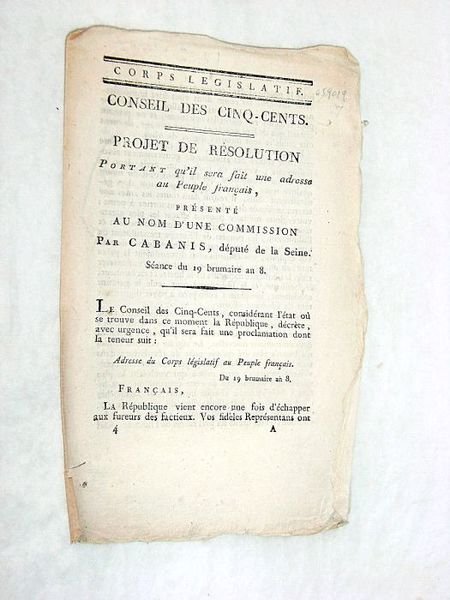 CORPS LÉGISLATIF.
CONSEIL DES CINQ-CENTS.
PROJET DE RÉSOLUTION
PORTANT qu'il sera fait une adresse
au Peuple français,
PRÉSENTÉ
AU NOM D'UNE COMMISSION
PAR CABANIS, député de la Seine.
Séance du 19 brumaire an 8.
LE Conseil des Cinq-Cents, considérant l'état où
se trouve dans ce moment la République, décrète,
avec urgence, qu'il sera fait une proclamation dont
la teneur suit :
Adresse du Corps législatif au Peuple français.
Du 19 brumaire an 8.
FRANÇAIS,
LA République vient encore une fois d'échapper
aux fureurs des factieux. Vos fidèles Représentans ont
4 A